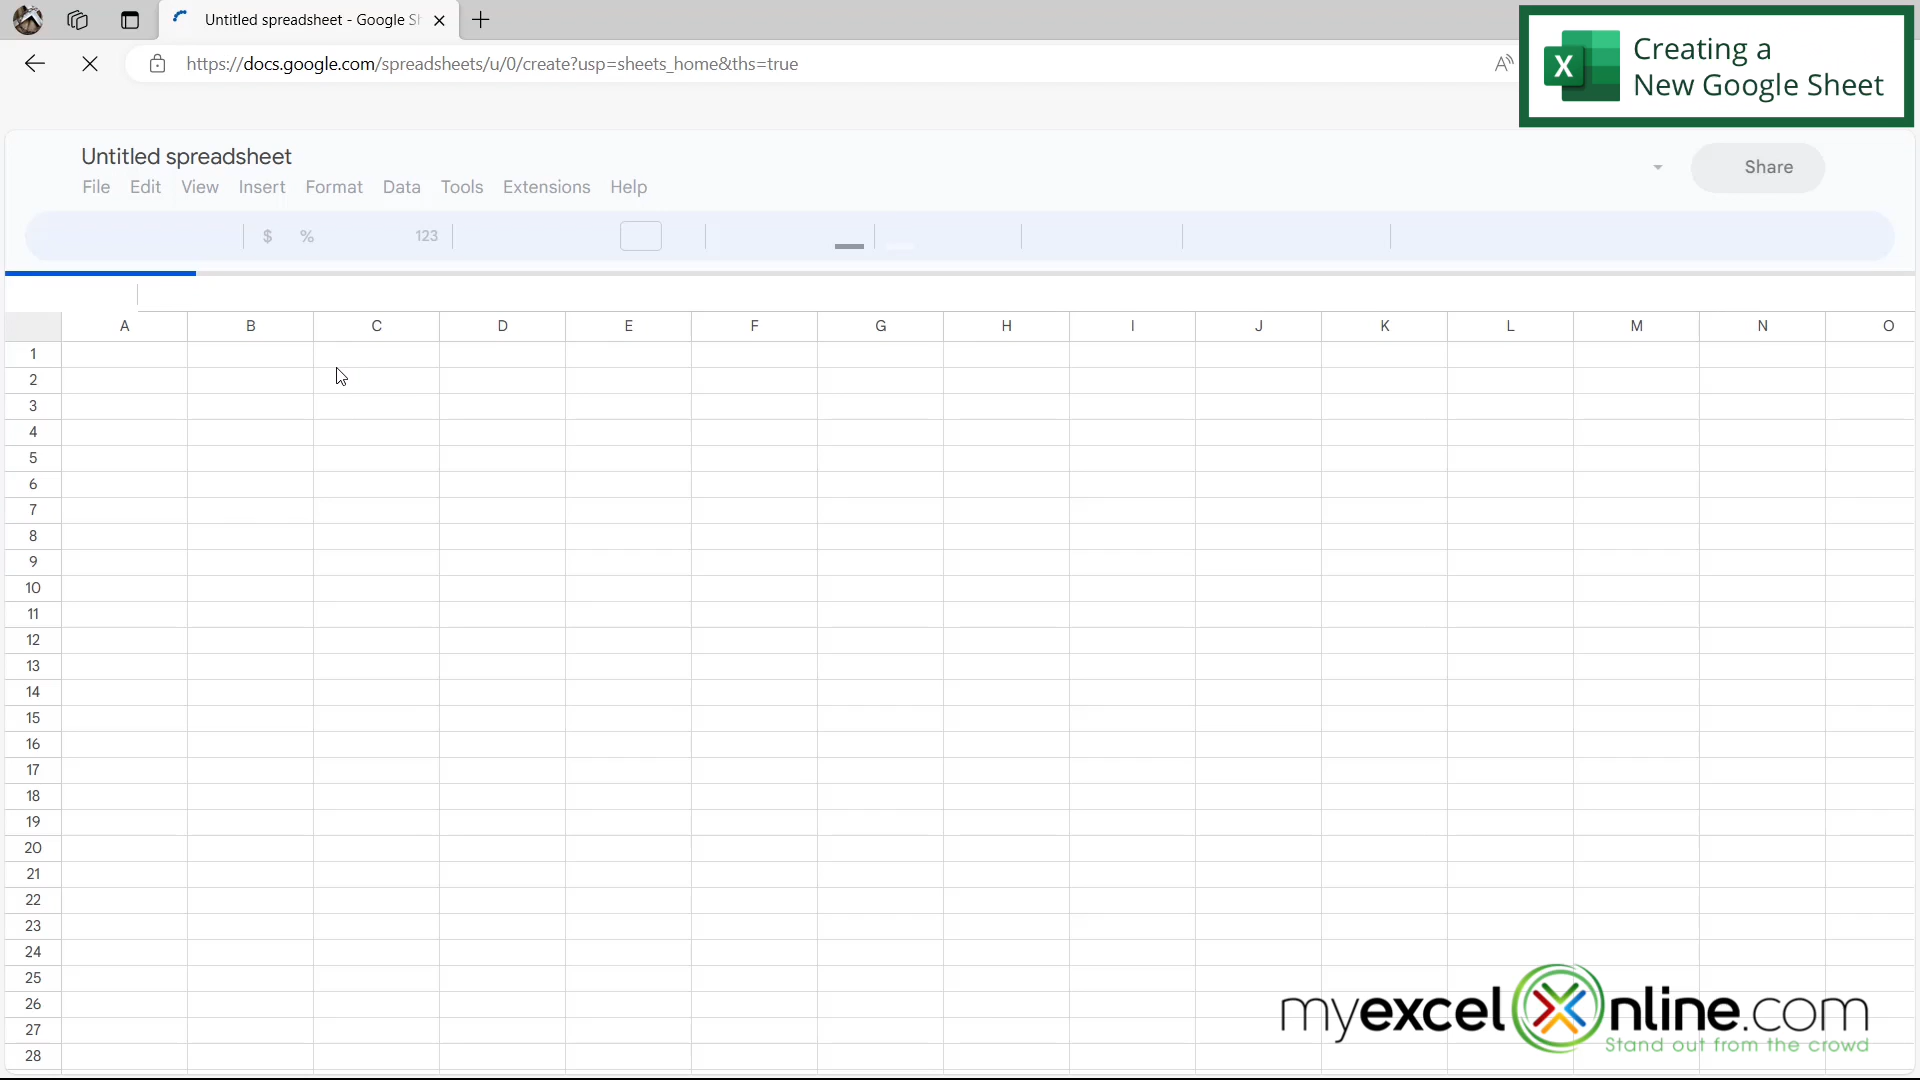 Untitled spreadsheet - Google Sh
https://docs.google.com/spreadsheets/u/0/create?usp=sheets_home&ths=true
A
X
Creating a
New Google Sheet
Untitled spreadsheet
File Edit View Insert Format Data Tools Extensions Help
Share
$ % 123
A B C D E F G H I J K L M N O
1
2
3
4
5
6
7
8
9
10
11
12
13
14
15
16
17
18
19
20
21
22
23
24
25
26
27
28
myexcelOnline.com
Stand out from the crowd